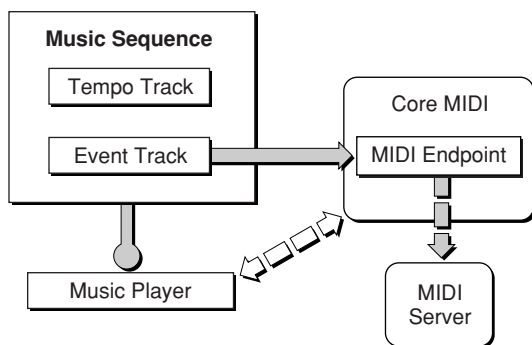 Music Sequence
Tempo Track
Event Track
Core MIDI
MIDI Endpoint
Music Player
MIDI
Server